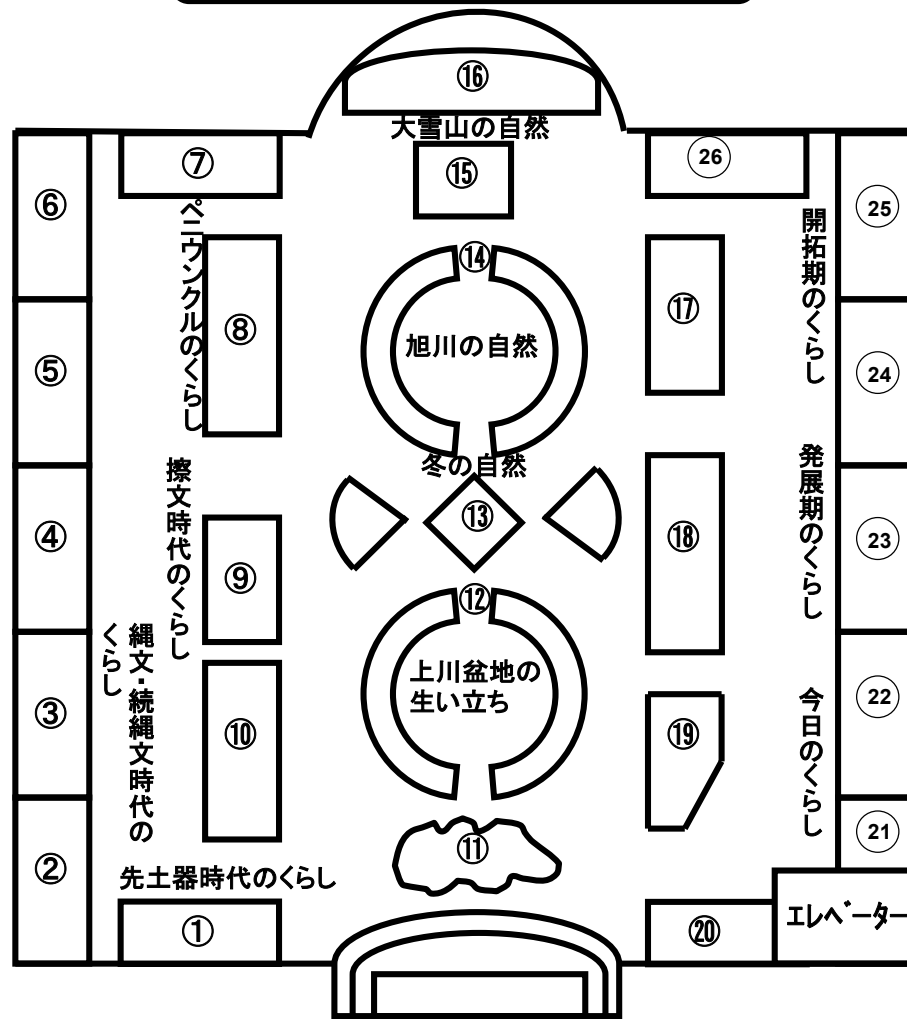 ⑯
大雪山の自然
⑦
⑮
26
⑥
25
ペニウンクルのくらし
開拓期のくらし
⑭
⑧
旭川の自然
⑰
⑤
24
冬の自然
擦文時代のくらし
発展期のくらし
④
⑬
⑱
23
⑨
⑫
縄文・続縄文時代の
くらし
上川盆地の
生い立ち
③
⑩
⑲
今日のくらし
22
⑪
21
②
先土器時代のくらし
①
⑳
エレベーター